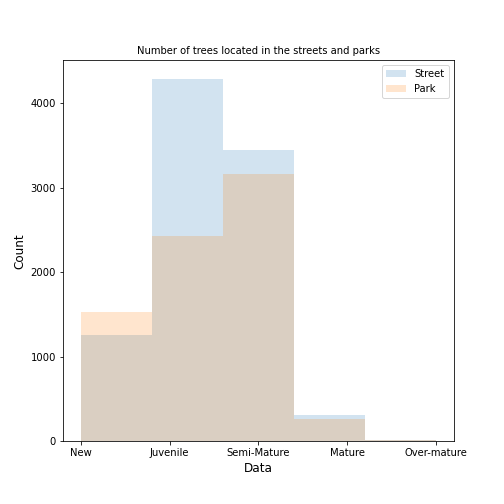 Number of trees located in the streets and parks
Street
Park
4000
3000
2000
1000
0
Count
New Juvenile Semi-Mature Mature Over-mature
Data